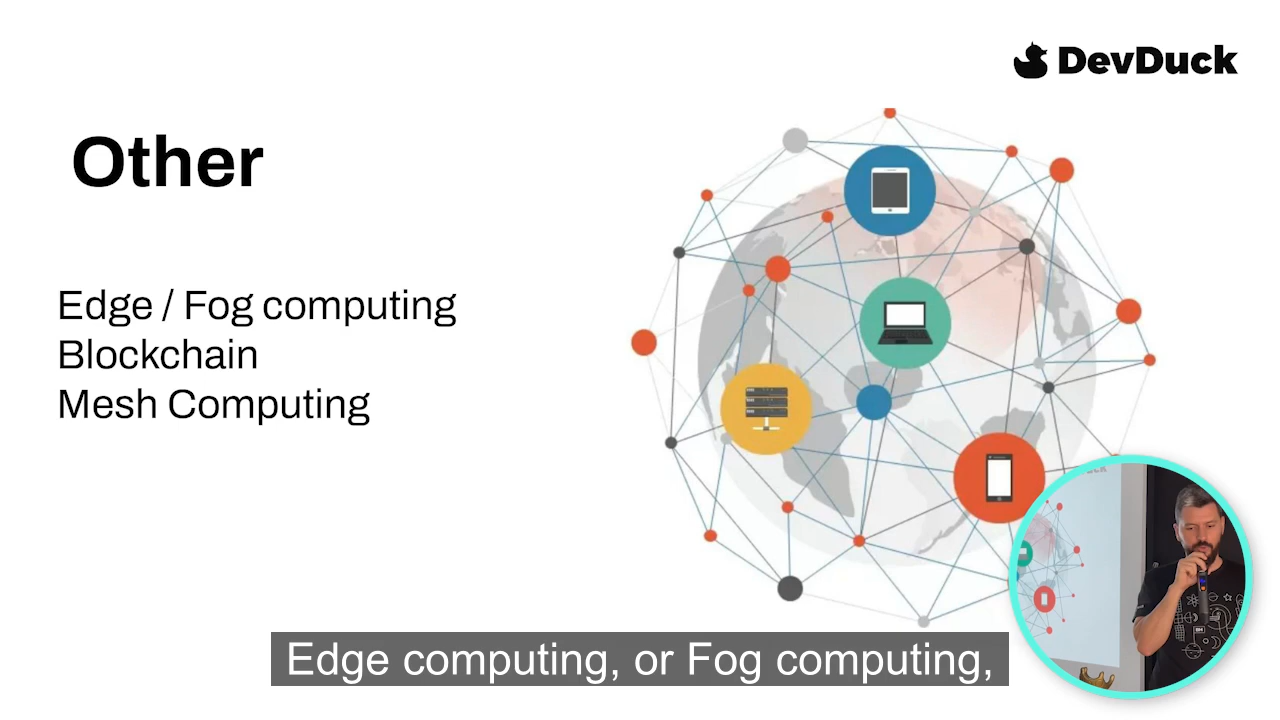 DevDuck
Other
Edge / Fog computing
Blockchain
Mesh Computing
Edge computing, or Fog computing,